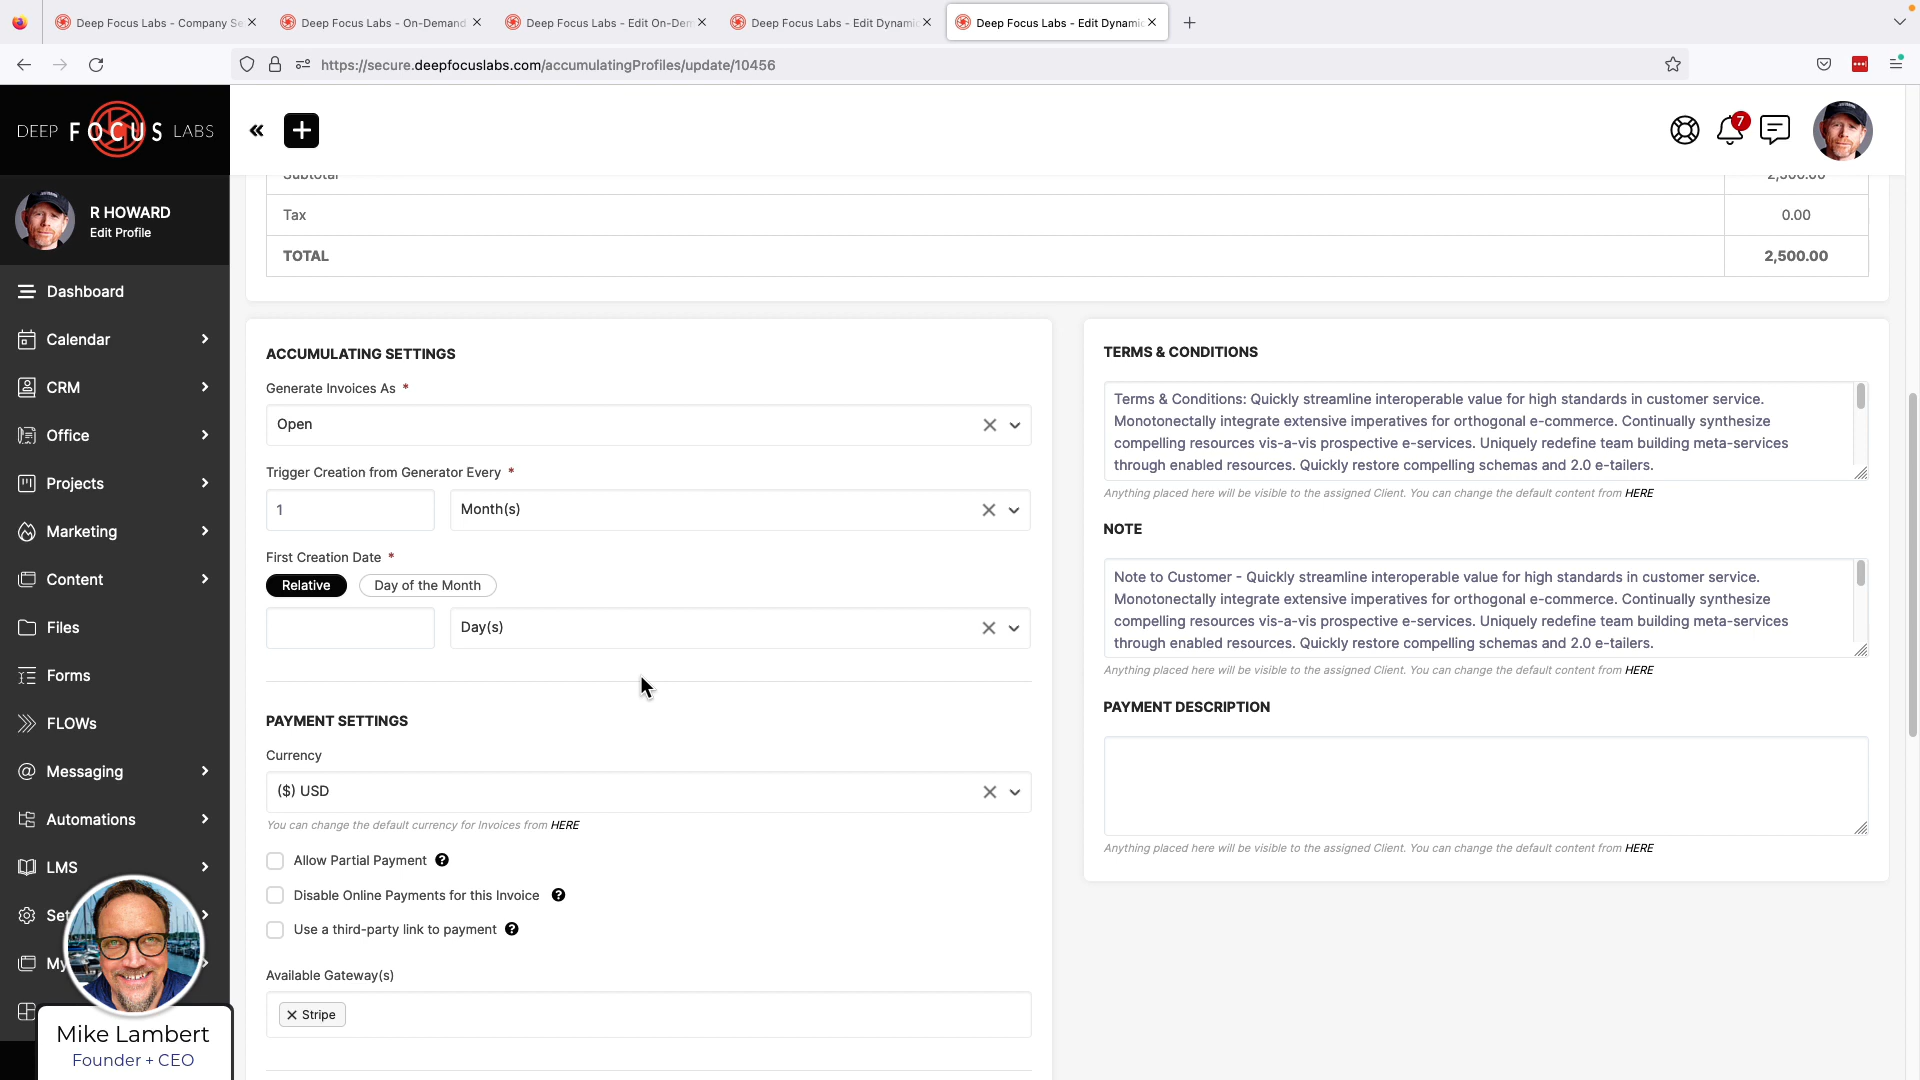 Deep Focus Labs - Company Se
Deep Focus Labs - On-Demand
Deep Focus Labs - Edit On-Dem
Deep Focus Labs - Edit Dynamic
Deep Focus Labs - Edit Dynamic
https://secure.deepfocuslabs.com/accumulatingProfiles/update/10456
DEEP FOCUS LABS
7
R HOWARD
Edit Profile
Dashboard
Calendar
CRM
Office
Projects
Marketing
Content
Files
Forms
FLOWs
Messaging
Automations
LMS
Set
My
Mike Lambert
Founder + CEO
Subtotal 2,500.00
Tax 0.00
TOTAL 2,500.00
ACCUMULATING SETTINGS
Generate Invoices As *
Open
Trigger Creation from Generator Every *
1 Month(s)
First Creation Date *
Relative Day of the Month
Day(s)
PAYMENT SETTINGS
Currency
($) USD
You can change the default currency for Invoices from HERE
Allow Partial Payment ?
Disable Online Payments for this Invoice ?
Use a third-party link to payment ?
Available Gateway(s)
Stripe
TERMS & CONDITIONS
Terms & Conditions: Quickly streamline interoperable value for high standards in customer service.
Monotonectally integrate extensive imperatives for orthogonal e-commerce. Continually synthesize
compelling resources vis-a-vis prospective e-services. Uniquely redefine team building meta-services
through enabled resources. Quickly restore compelling schemas and 2.0 e-tailers.
Anything placed here will be visible to the assigned Client. You can change the default content from HERE
NOTE
Note to Customer - Quickly streamline interoperable value for high standards in customer service.
Monotonectally integrate extensive imperatives for orthogonal e-commerce. Continually synthesize
compelling resources vis-a-vis prospective e-services. Uniquely redefine team building meta-services
through enabled resources. Quickly restore compelling schemas and 2.0 e-tailers.
Anything placed here will be visible to the assigned Client. You can change the default content from HERE
PAYMENT DESCRIPTION
Anything placed here will be visible to the assigned Client. You can change the default content from HERE